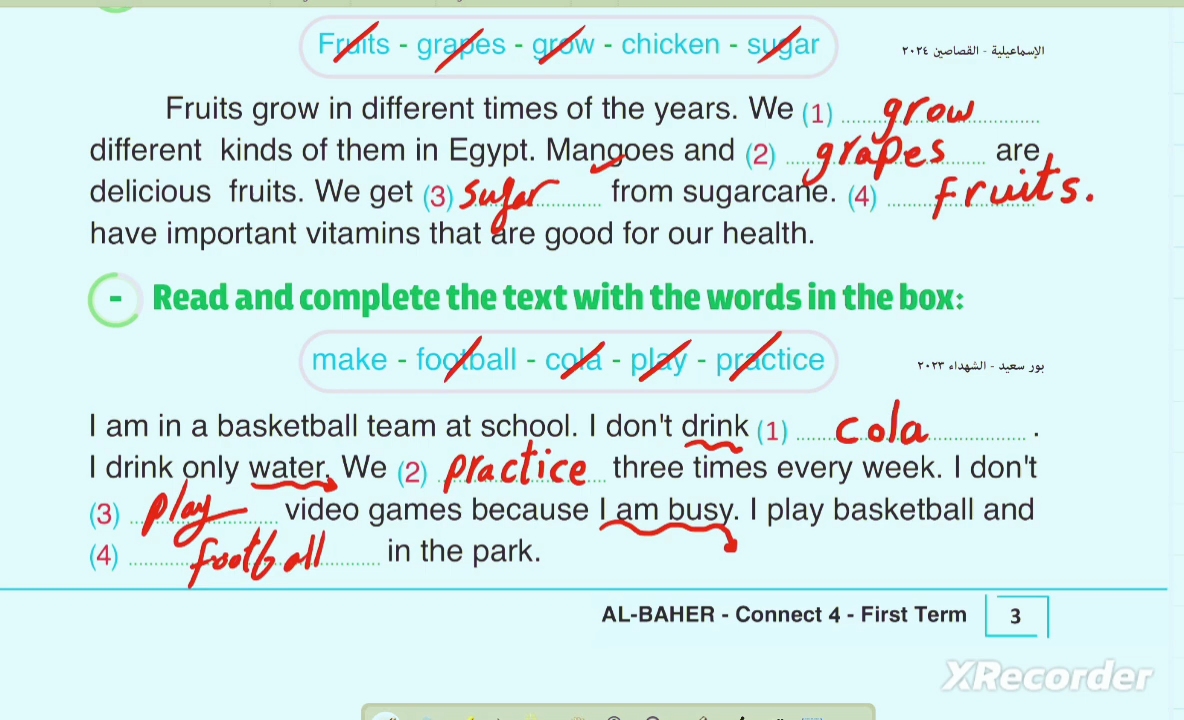 Fruits - grapes - grow - chicken - sugar
الإسماعيلية - القصاصين ٢٠٢٤
Fruits grow in different times of the years. We (1) grow
different kinds of them in Egypt. Mangoes and (2) grapes are
delicious fruits. We get (3) sufer from sugarcane. (4) fruits.
have important vitamins that are good for our health.
- Read and complete the text with the words in the box:
make - football - cola - play - practice
بور سعيد - الشهداء ٢٠٢٣
I am in a basketball team at school. I don't drink (1) cola .
I drink only water. We (2) practice three times every week. I don't
(3) play video games because I am busy. I play basketball and
(4) football in the park.
AL-BAHER - Connect 4 - First Term 3
XRecorder